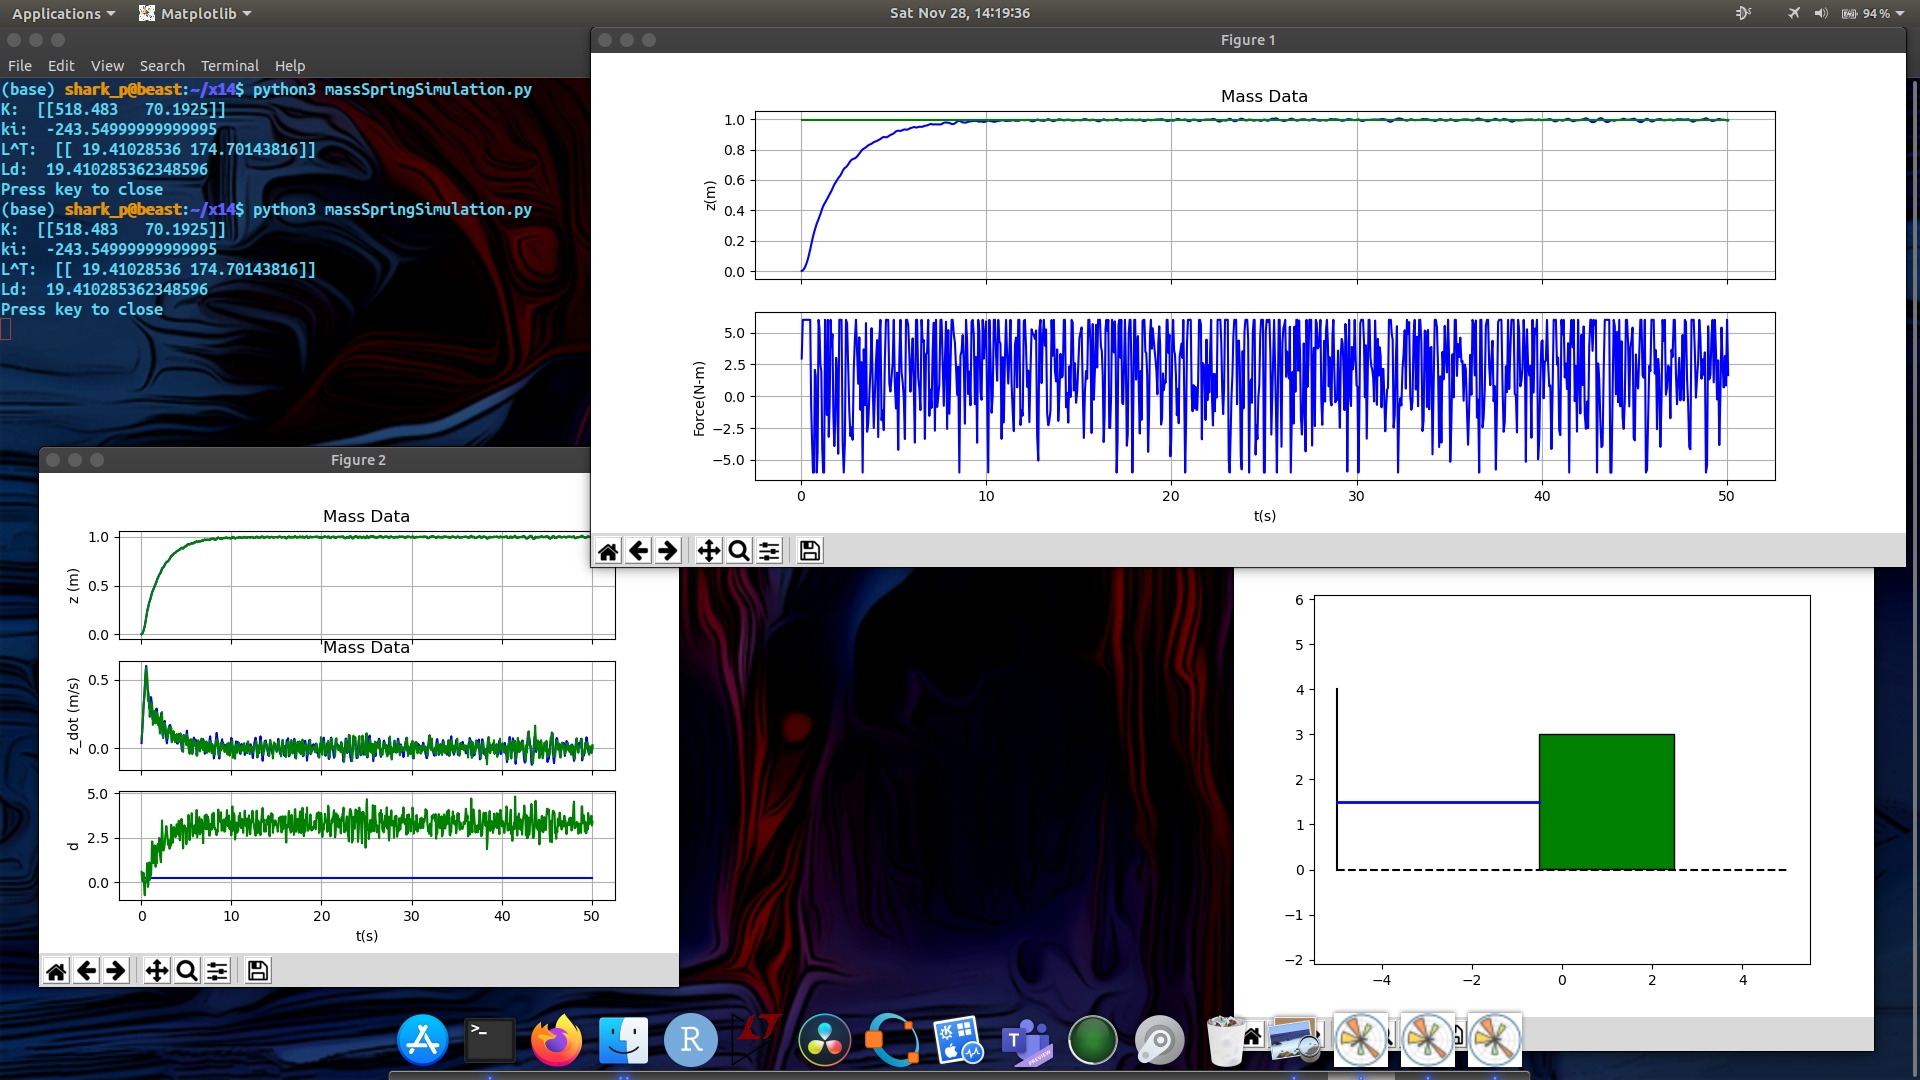 Applications
Matplotlib
Sat Nov 28, 14:19:36
94 %
File Edit View Search Terminal Help
(base) shark_p@beast:~/x14$ python3 massSpringSimulation.py
K:  [[518.483   70.1925]]
ki:  -243.54999999999995
L^T:  [[ 19.41028536 174.70143816]]
Ld:  19.410285362348596
Press key to close
(base) shark_p@beast:~/x14$ python3 massSpringSimulation.py
K:  [[518.483   70.1925]]
ki:  -243.54999999999995
L^T:  [[ 19.41028536 174.70143816]]
Ld:  19.410285362348596
Press key to close
Figure 1
Mass Data
1.0
0.8
0.6
0.4
0.2
0.0
z(m)
5.0
2.5
0.0
−2.5
−5.0
Force(N-m)
0 10 20 30 40 50
t(s)
Figure 2
Mass Data
1.0
0.5
0.0
z (m)
Mass Data
0.5
0.0
z_dot (m/s)
5.0
2.5
0.0
d
0 10 20 30 40 50
t(s)
6
5
4
3
2
1
0
−1
−2
−4 −2 0 2 4
>_
R
LT
K
T
PREVIEW